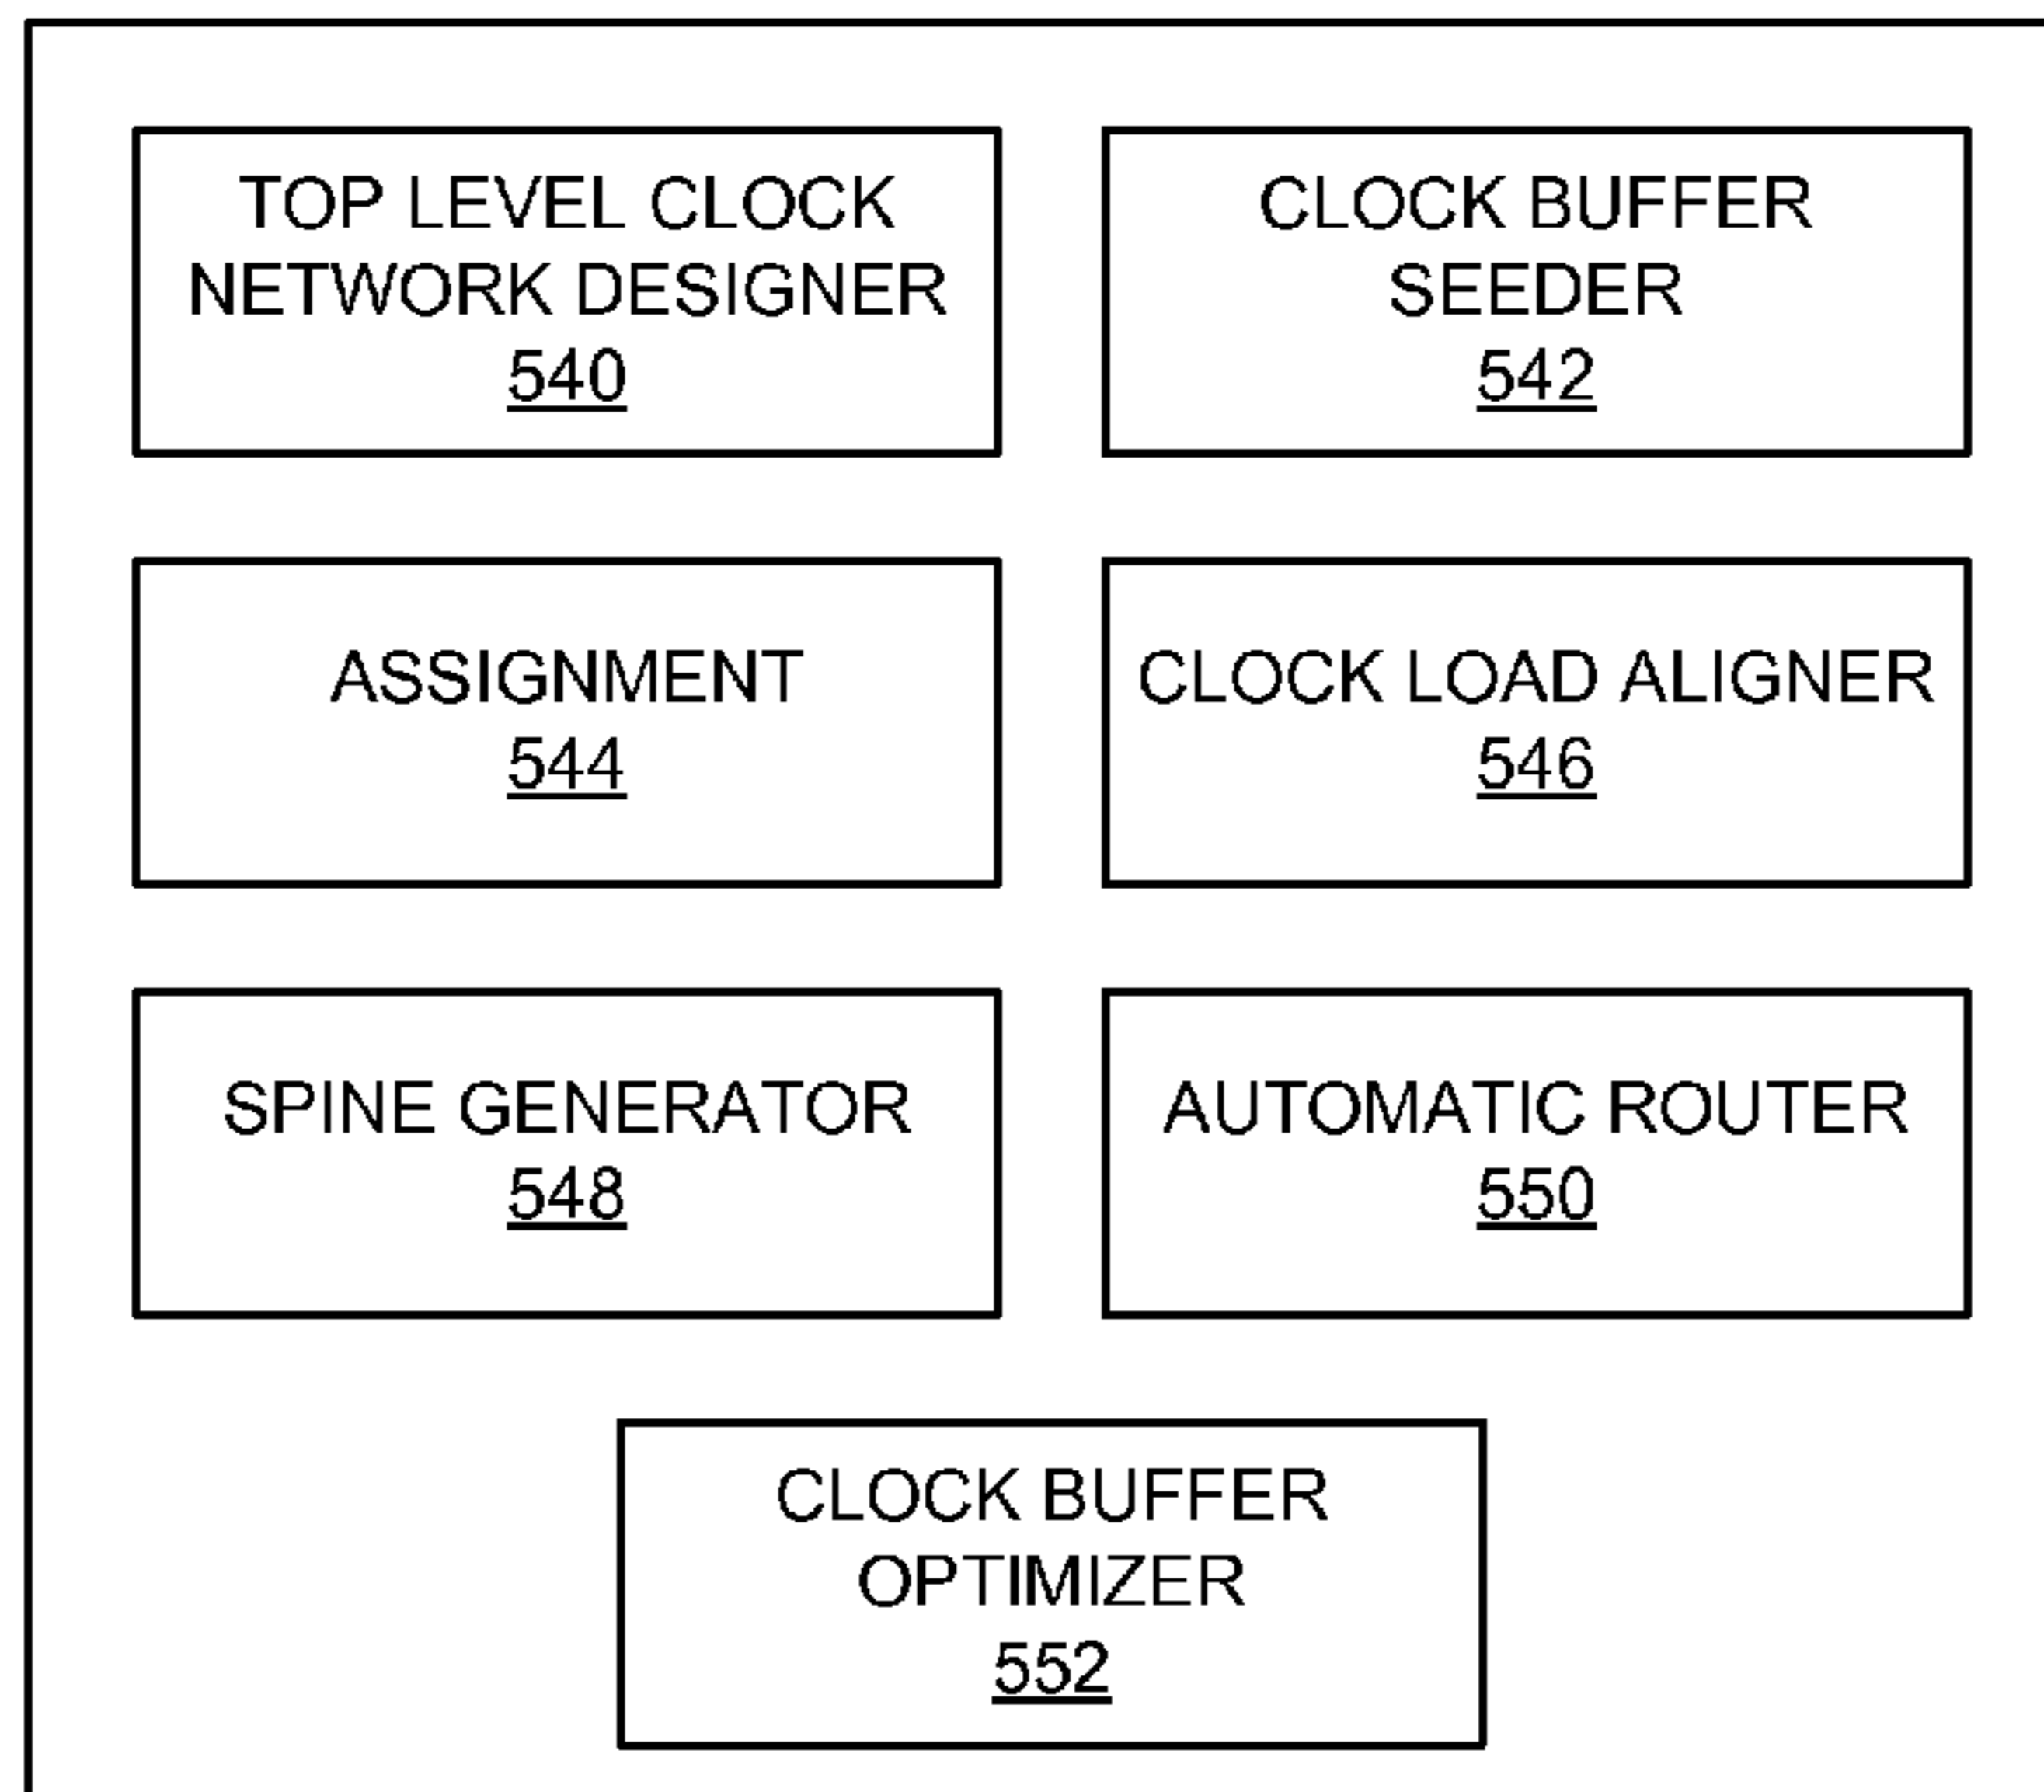 TOP LEVEL CLOCK
NETWORK DESIGNER
540
CLOCK BUFFER
SEEDER
542
ASSIGNMENT
544
CLOCK LOAD ALIGNER
546
SPINE GENERATOR
548
AUTOMATIC ROUTER
550
CLOCK BUFFER
OPTIMIZER
552